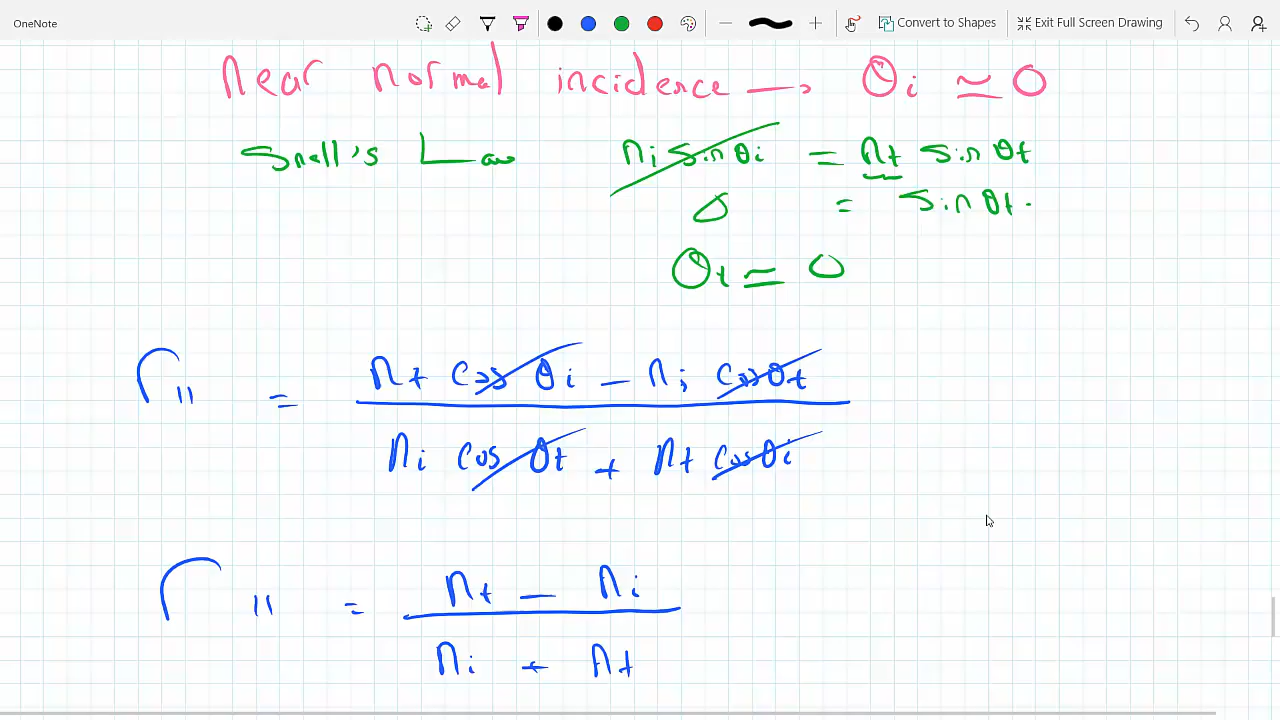 OneNote
Convert to Shapes
Exit Full Screen Drawing
Near normal incidence → θi ≃ 0
Snell's Law ni sin θi = nt sin θt
0 = sin θt.
θt ≃ 0
r11 = nt cos θi - ni cos θt
ni cos θt + nt cos θi
r11 = nt - ni
ni + nt